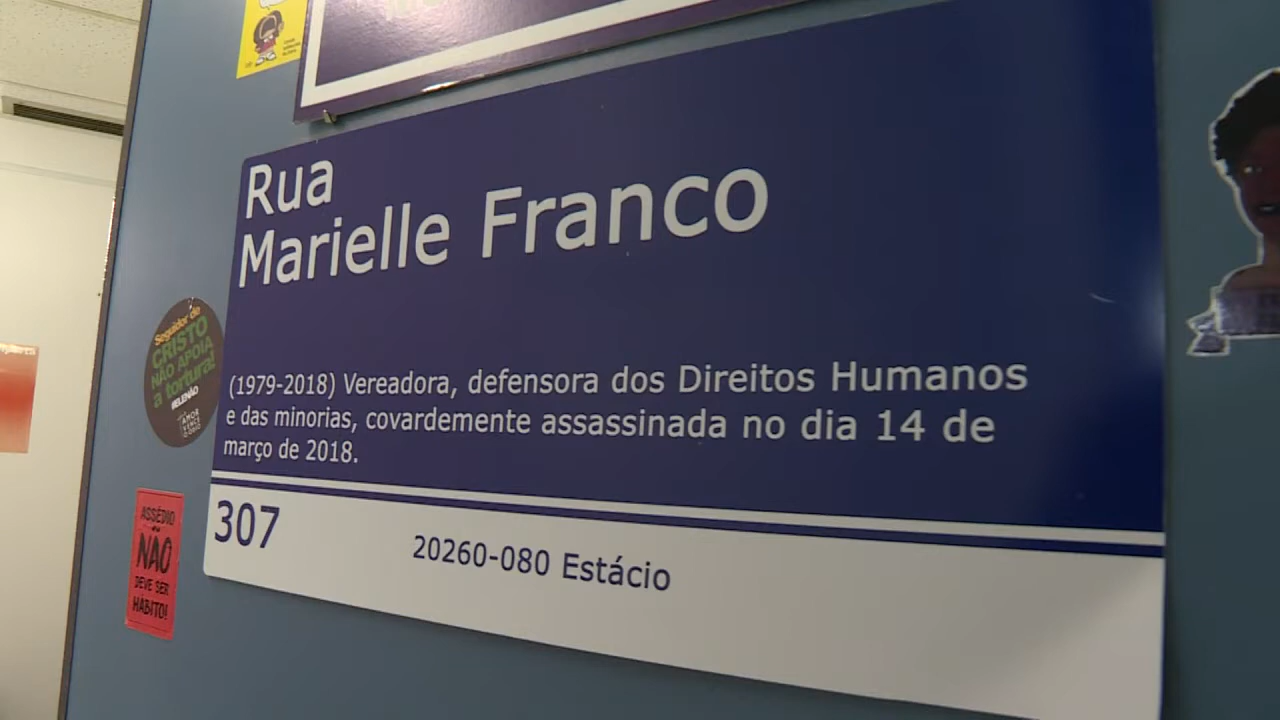 Rua
Marielle Franco
(1979-2018) Vereadora, defensora dos Direitos Humanos
e das minorias, covardemente assassinada no dia 14 de
março de 2018.
307
20260-080 Estácio
Seguidor de
CRISTO
NÃO APOIA
a tortura!
#ELENÃO
ASSÉDIO
NÃO
DEVE SER
HÁBITO!